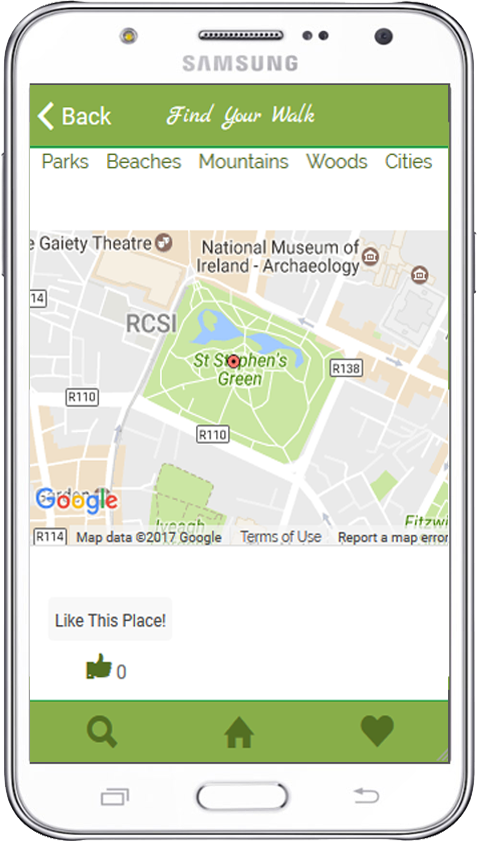 SAMSUNG
Back
Find Your Walk
Parks Beaches Mountains Woods Cities
e Gaiety Theatre
National Museum of
Ireland - Archaeology
14
RCSI
St Stephen's
Green
R138
R110
R110
Google
Iveagh
Fitzwi
R114
Map data ©2017 Google
Terms of Use
Report a map error
Like This Place!
0